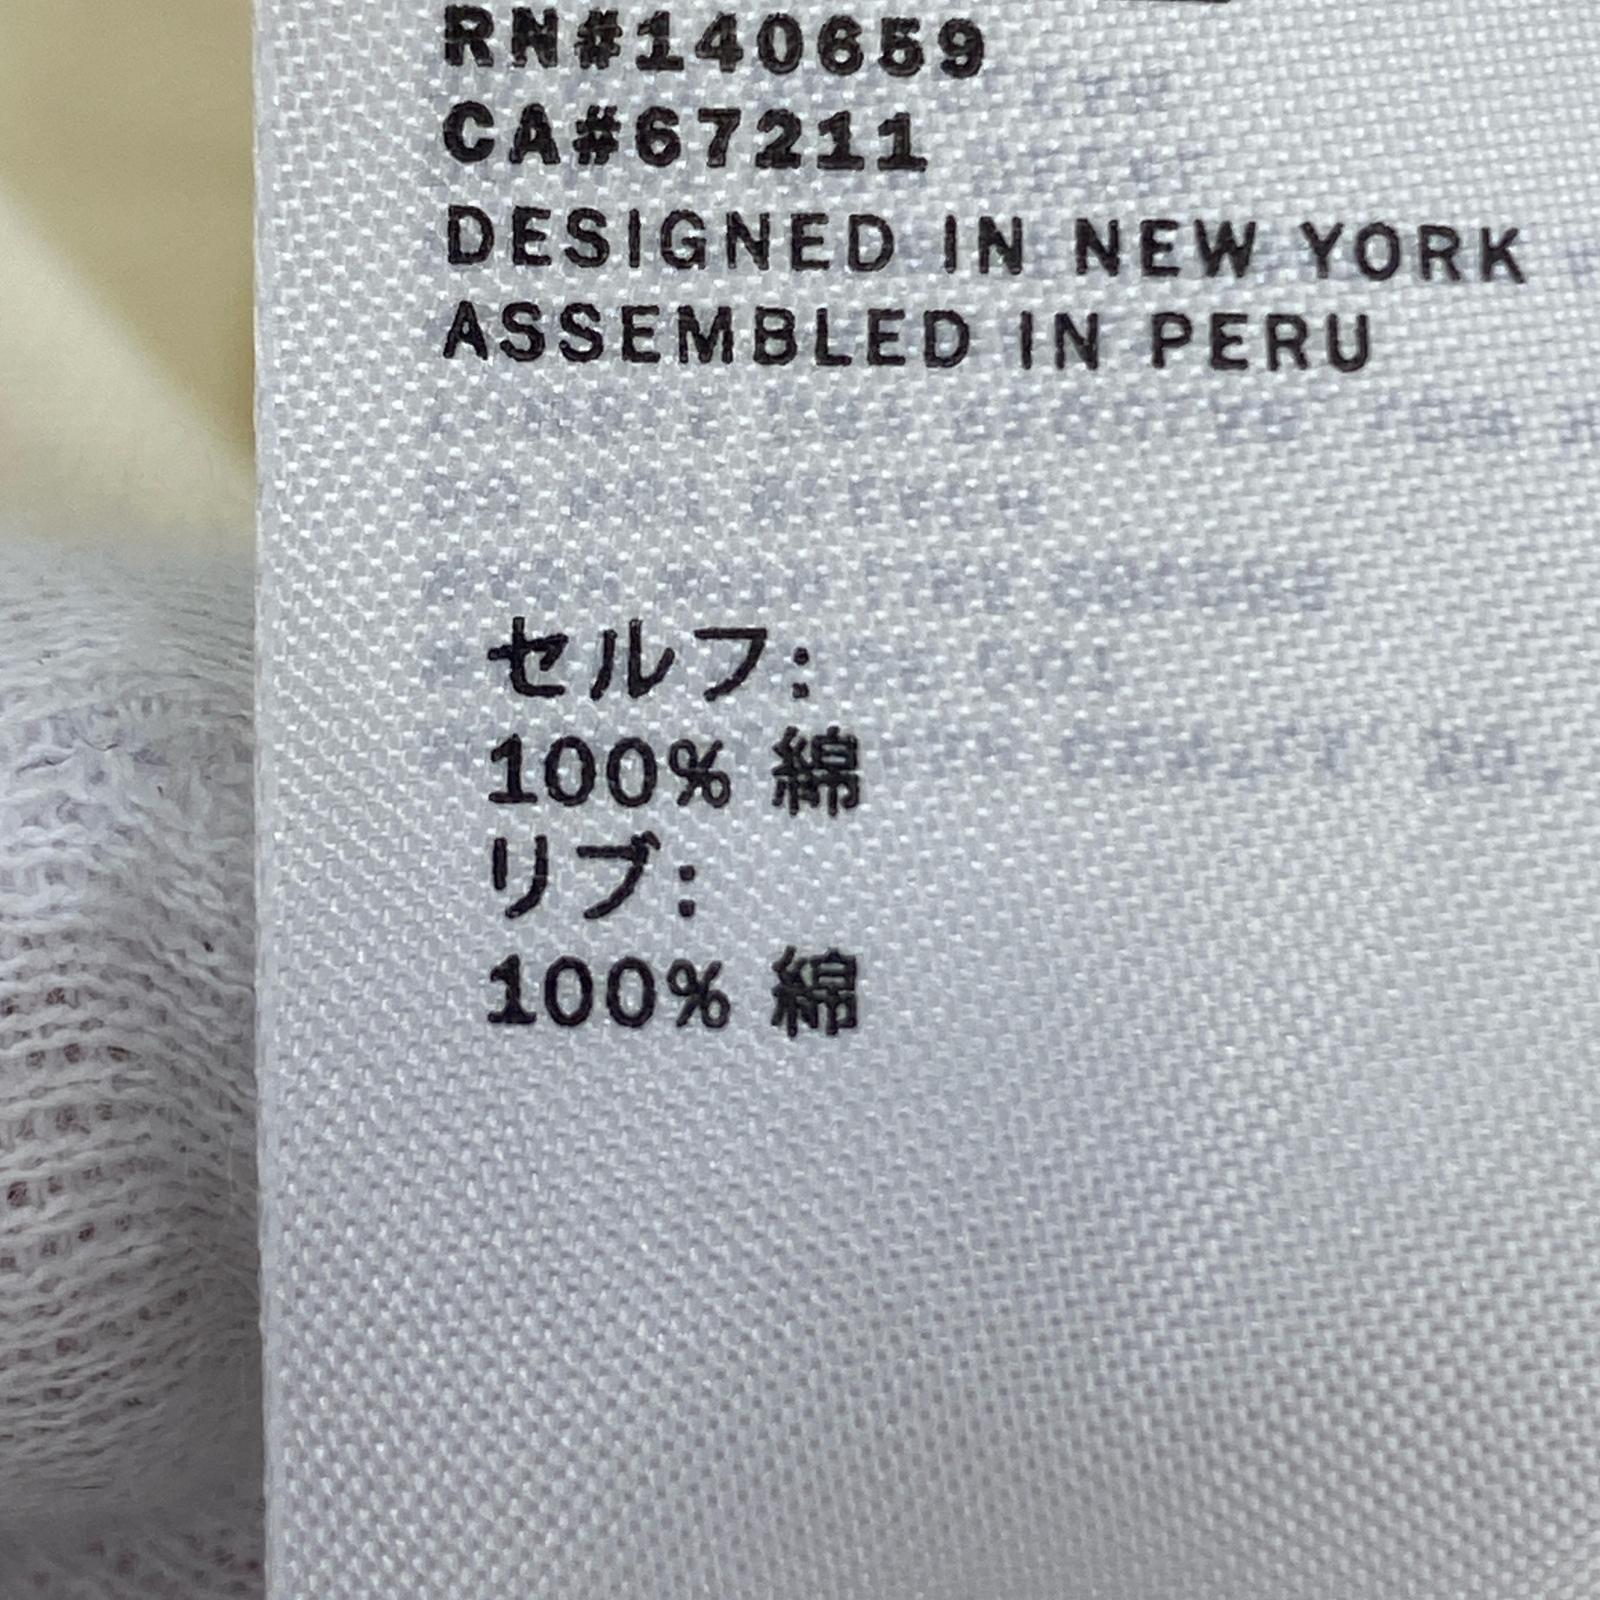 RN#140659
CA#67211
DESIGNED IN NEW YORK
ASSEMBLED IN PERU
セルフ:
100% 綿
リブ:
100% 綿